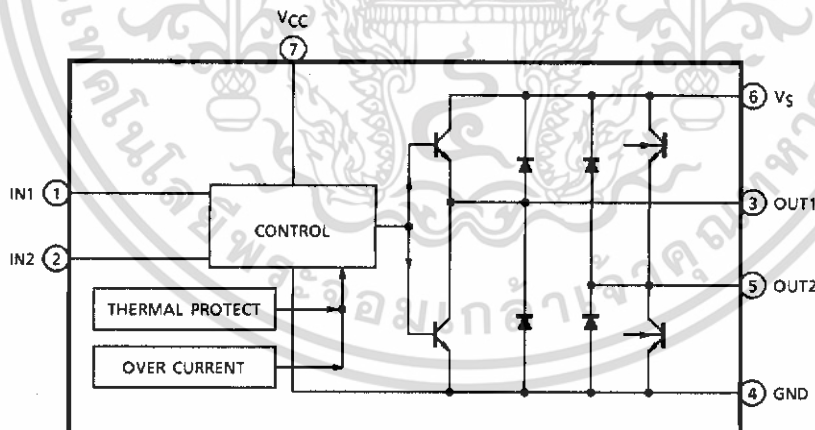 VCC
7
6 VS
IN1 1
3 OUT1
CONTROL
IN2 2
5 OUT2
THERMAL PROTECT
OVER CURRENT
4 GND